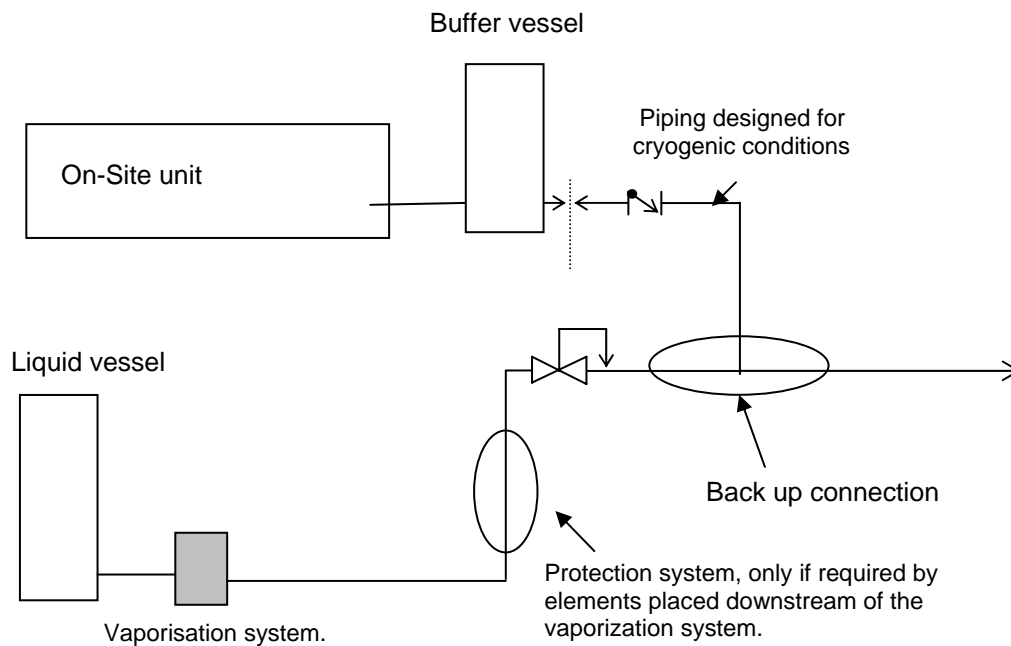 Buffer vessel
Piping designed for
cryogenic conditions
On-Site unit
Liquid vessel
Back up connection
Protection system, only if required by
elements placed downstream of the
vaporization system.
Vaporisation system.